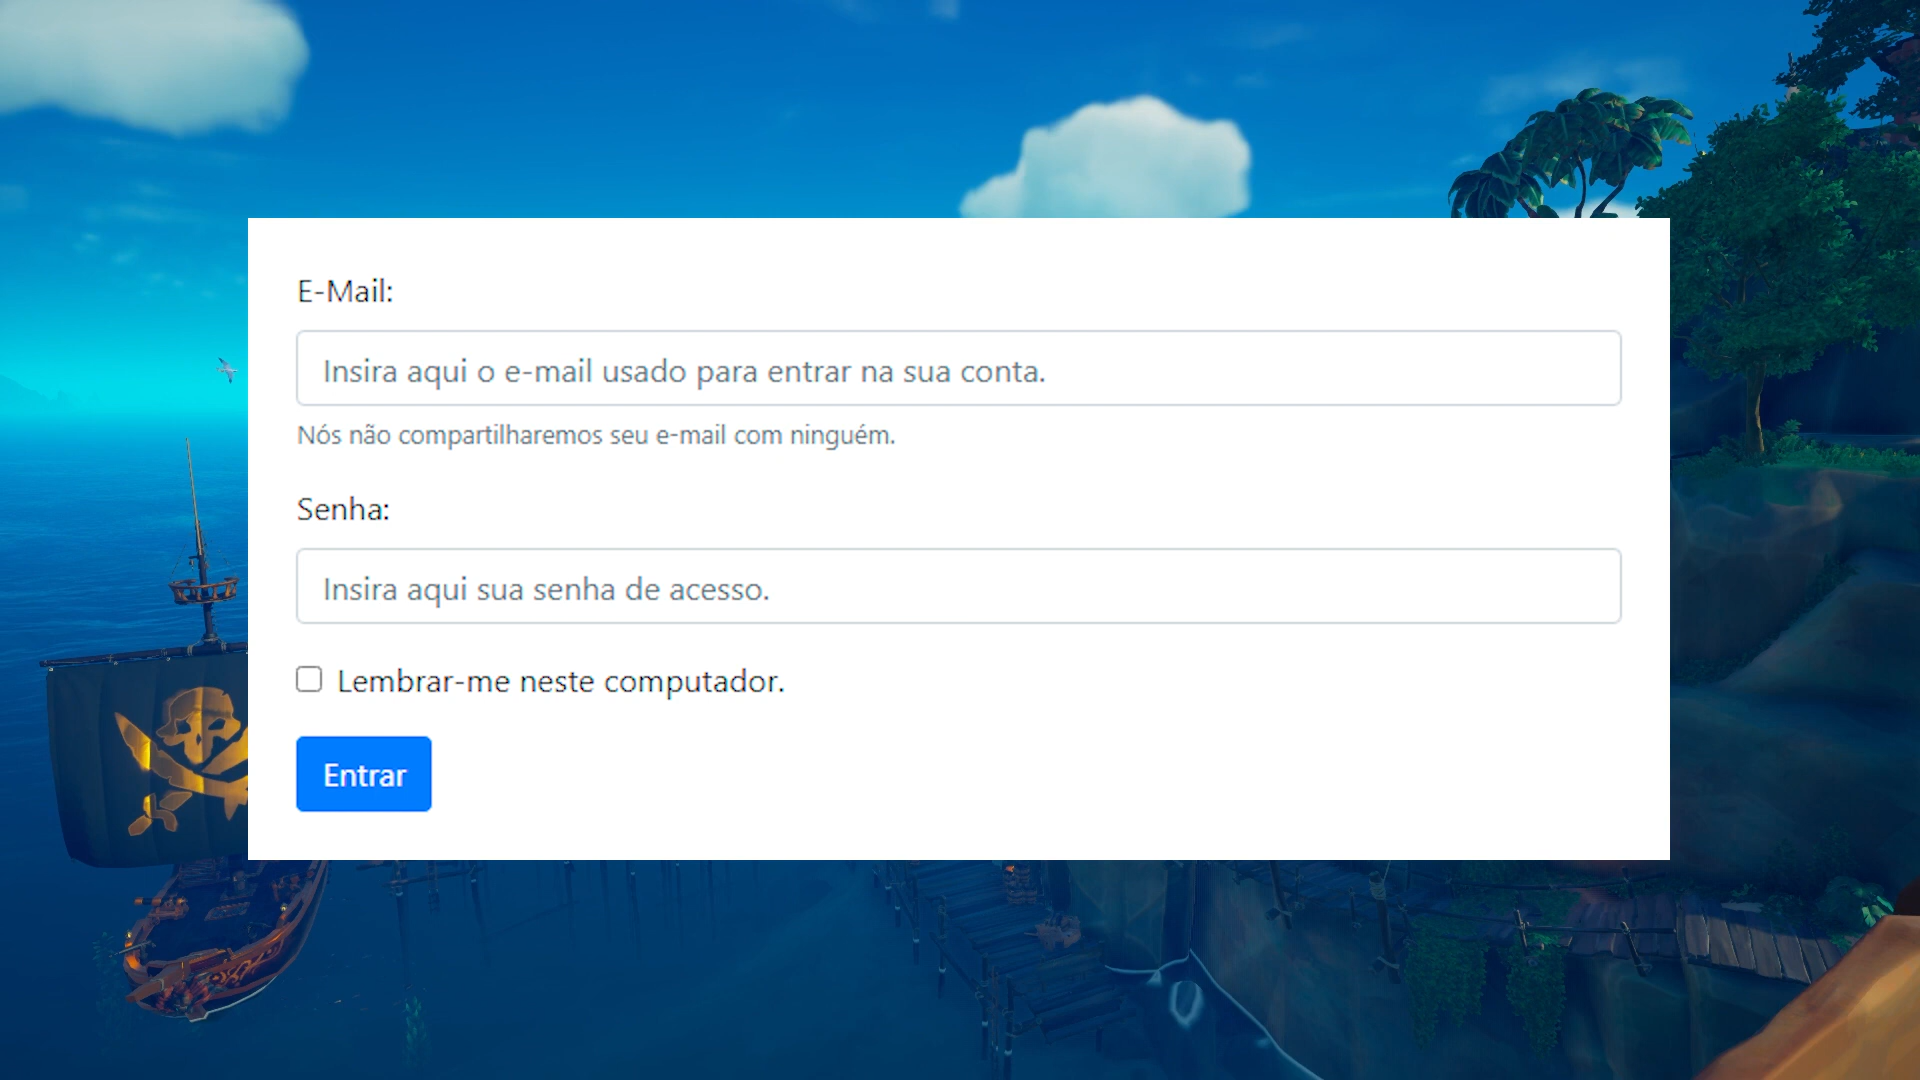 E-Mail:
Insira aqui o e-mail usado para entrar na sua conta.
Nós não compartilharemos seu e-mail com ninguém.
Senha:
Insira aqui sua senha de acesso.
Lembrar-me neste computador.
Entrar